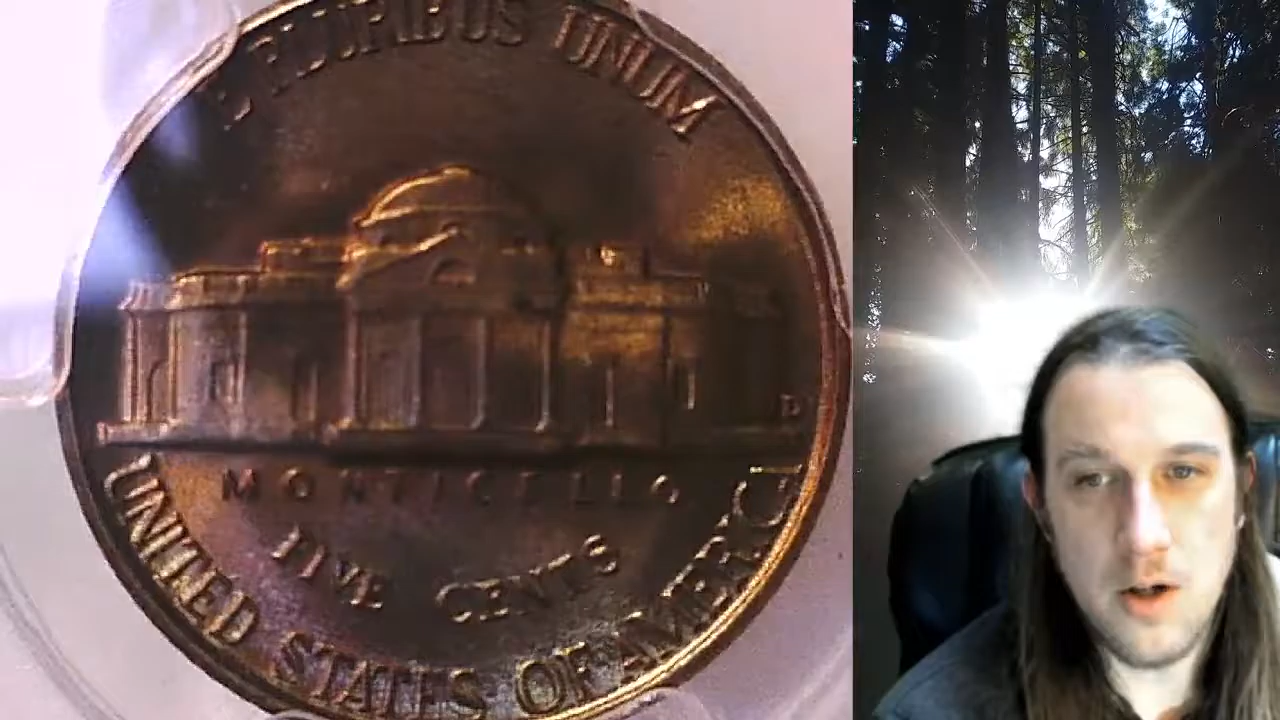 E PLURIBUS UNUM
D
MONTICELLO
FIVE CENTS
UNITED STATES OF AMERICA